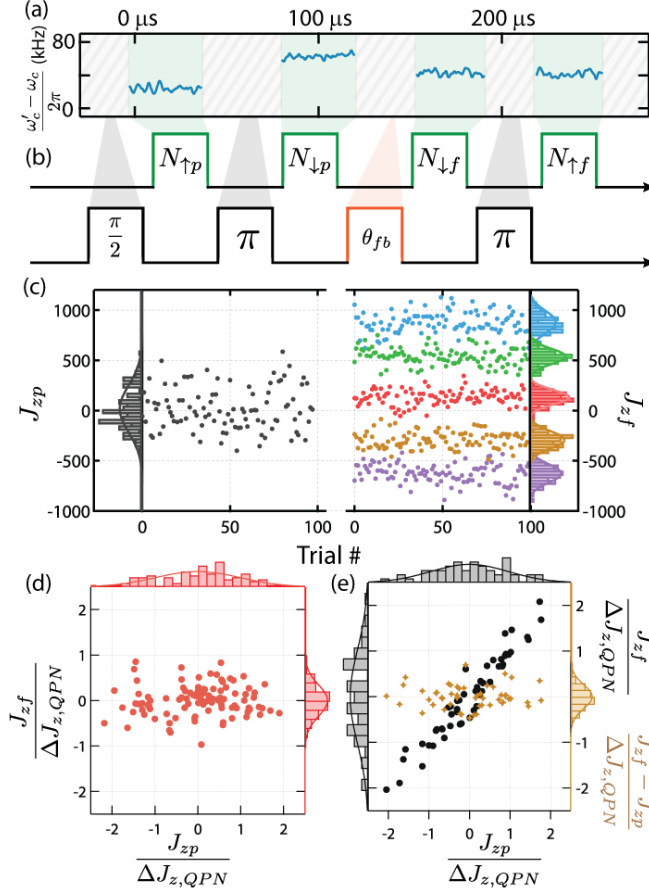 0 μs 100 μs 200 μs
(a)
80
20
ω′c − ωc (kHz)
2π
(b)
N↑p N↓p N↓f N↑f
π/2 π θfb π
(c)
1000 1000
500 500
0 0
-500 -500
-1000 -1000
Jzp Jzf
0 50 100 0 50 100
Trial #
(d) (e)
2 2
1 1
0 0
-1 -1
-2 -2
Jzf
ΔJz,QPN
Jzf
ΔJz,QPN
Jzf − Jzp
ΔJz,QPN
-2 -1 0 1 2 -2 -1 0 1 2
Jzp Jzp
ΔJz,QPN ΔJz,QPN